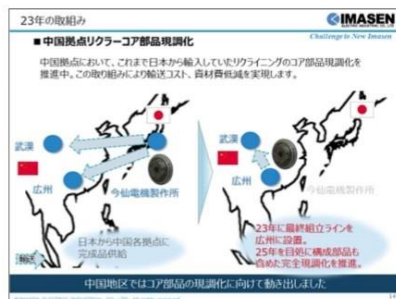 23年の取組み
IMASEN
Challenge to New Imasen
■中国拠点リクラーコア部品現調化
中国拠点において、これまで日本から輸入していたリクライニングのコア部品現調化を
推進中。この取組みにより輸送コスト、資材費低減を実現します。
武漢
広州
今仙電機製作所
日本から中国各拠点に
完成品供給
輸送
武漢
広州
今仙電機製作所
23年に最終組立ラインを
広州に設置。
25年を目処に構成部品も
含めた完全現調化を推進。
中国地区ではコア部品の現調化に向けて動き出しました